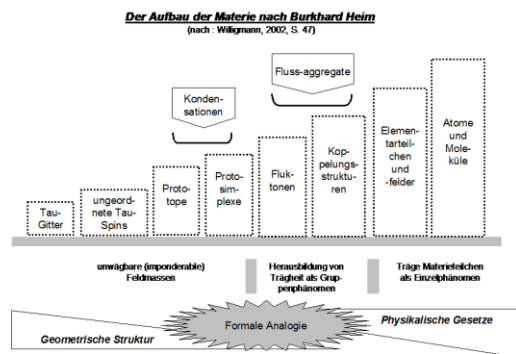 Der Aufbau der Materie nach Burkhard Heim
(nach : Willigmann, 2002, S. 47)
Konden-
sationen
Fluss-aggregate
Tau-
Gitter
ungeord-
nete Tau-
Spins
Proto-
tope
Proto-
sim-
plexe
Fluk-
tonen
Kop-
pelungs-
struktu-
ren
Elemen-
tarteil-
chen
und
-felder
Atome
und
Mole-
küle
unwägbare (imponderable)
Feldmassen
Herausbildung von
Trägheit als Grup-
penphänomen
Träge Materieteilchen
als Einzelphänomen
Geometrische Struktur
Formale Analogie
Physikalische Gesetze